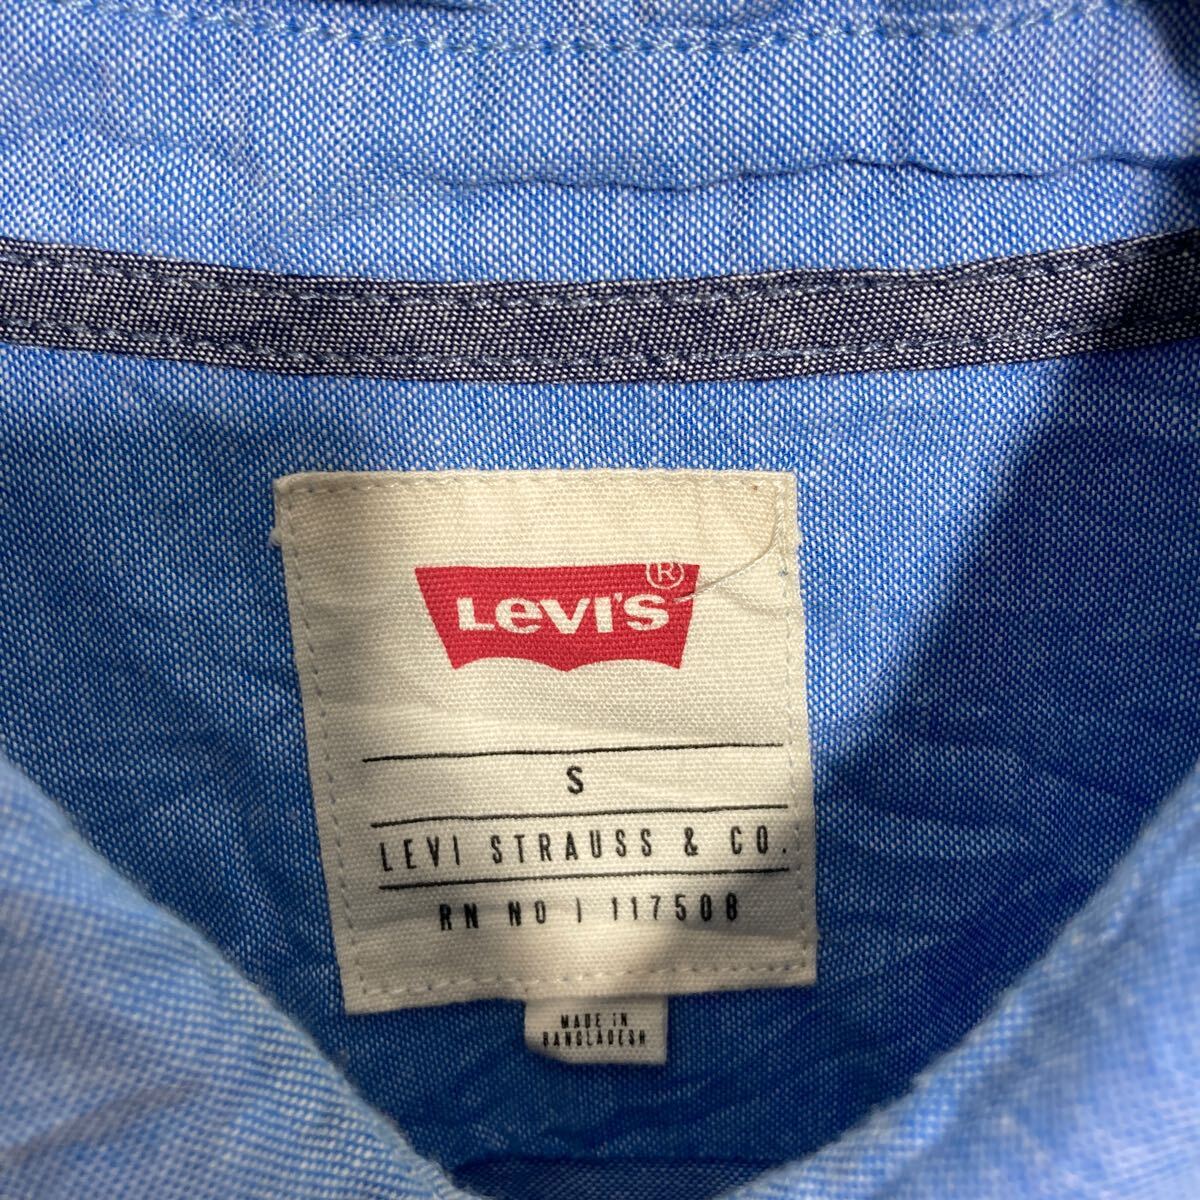 LEVI'S®
S
LEVI STRAUSS & CO.
RN NO | 117508
MADE IN
BANGLADESH